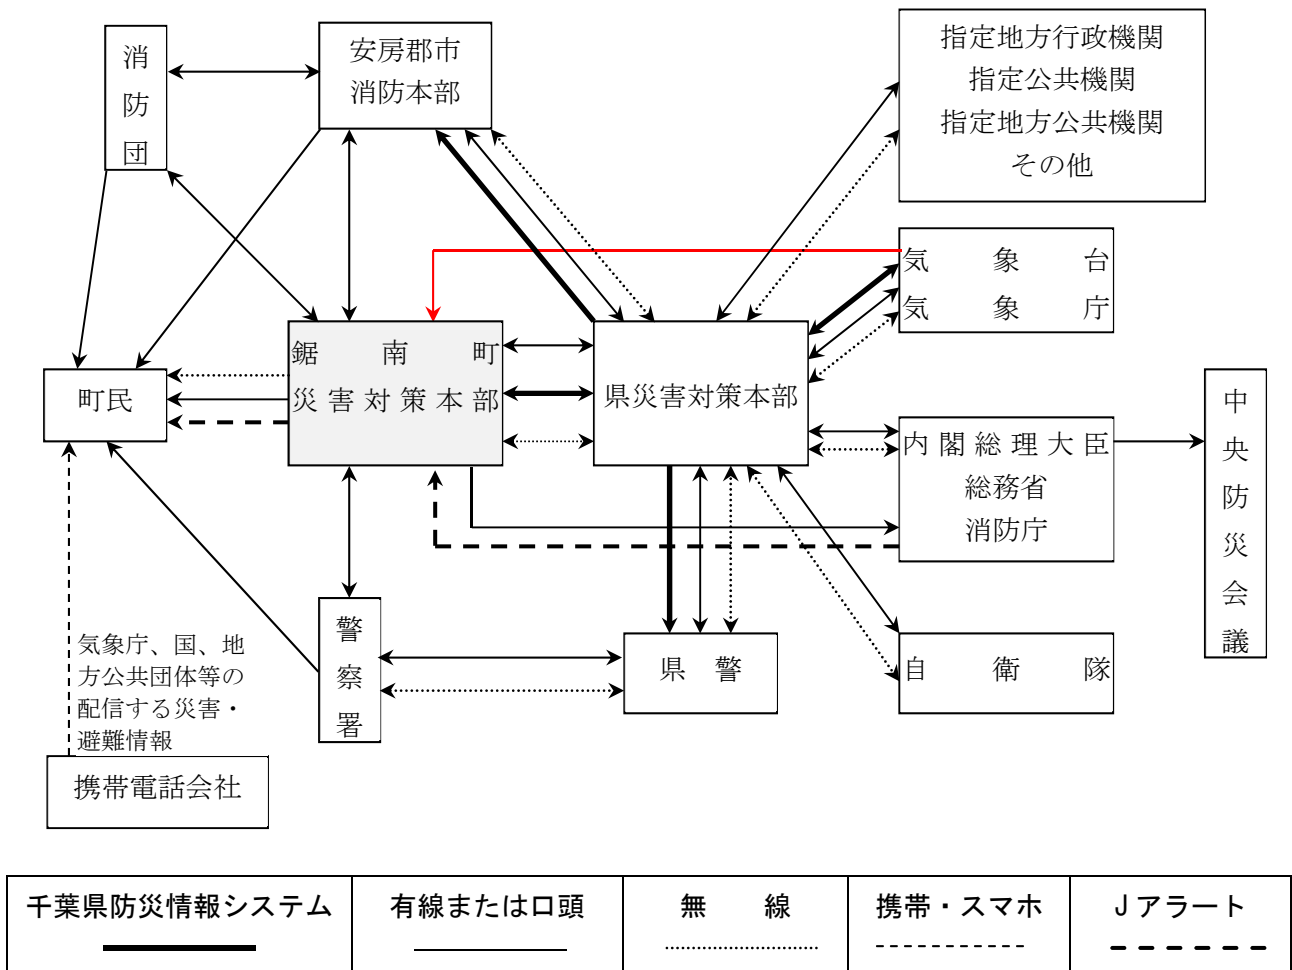 消防団
安房郡市
消防本部
指定地方行政機関
指定公共機関
指定地方公共機関
その他
気象台
気象庁
鋸南町
災害対策本部
県災害対策本部
町民
内閣総理大臣
総務省
消防庁
中央防災会議
警察署
県警
自衛隊
気象庁、国、地
方公共団体等の
配信する災害・
避難情報
携帯電話会社
千葉県防災情報システム
有線または口頭
無線
携帯・スマホ
Jアラート